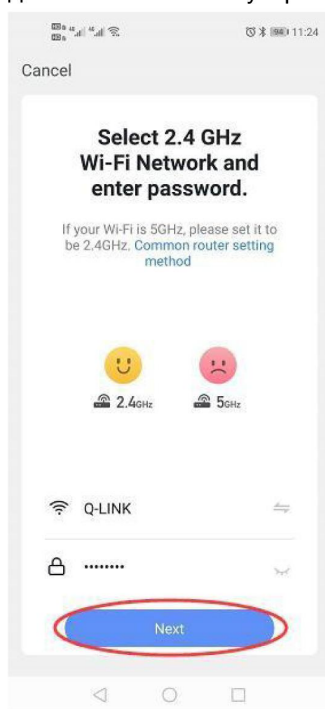 11:24
Cancel
Select 2.4 GHz
Wi-Fi Network and
enter password.
If your Wi-Fi is 5GHz, please set it to
be 2.4GHz. Common router setting
method
2.4GHz 5GHz
Q-LINK
········
Next